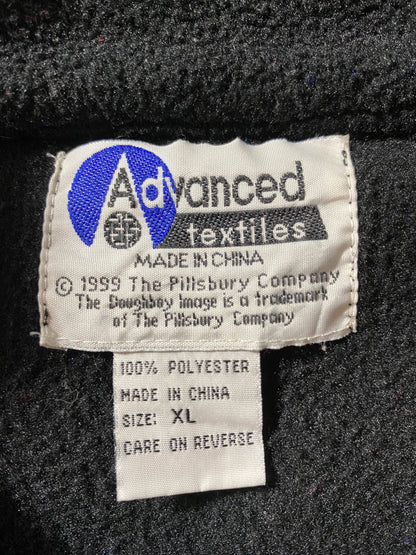 Advanced
textiles
MADE IN CHINA
© 1999 The Pillsbury Company
The Doughboy Image is a trademark
of The Pillsbury Company
100% POLYESTER
MADE IN CHINA
SIZE: XL
CARE ON REVERSE